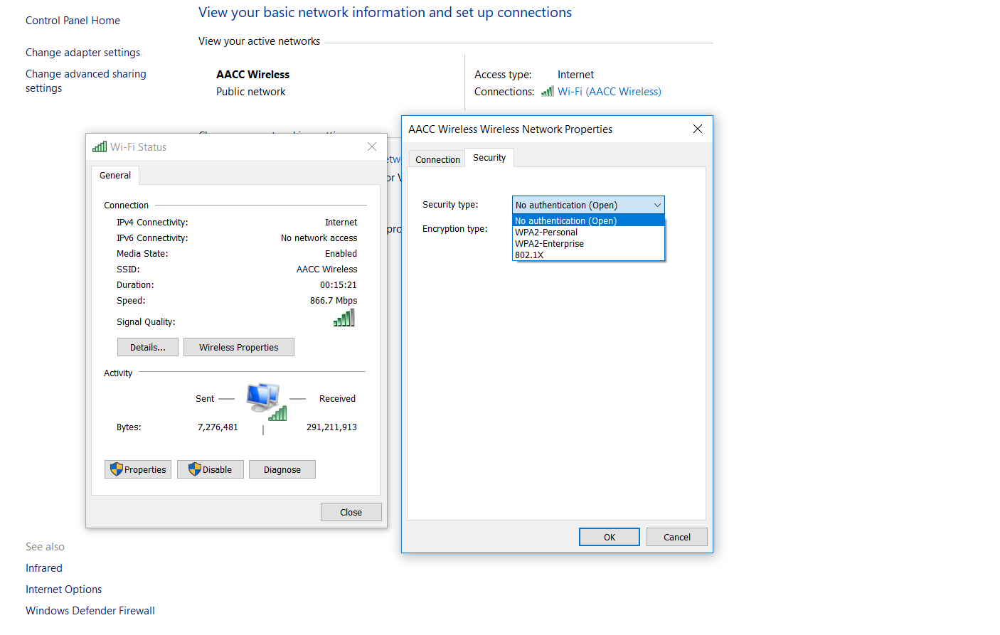 Control Panel Home
Change adapter settings
Change advanced sharing
settings
View your basic network information and set up connections
View your active networks
AACC Wireless
Public network
Access type: Internet
Connections: Wi-Fi (AACC Wireless)
Wi-Fi Status
General
Connection
IPv4 Connectivity: Internet
IPv6 Connectivity: No network access
Media State: Enabled
SSID: AACC Wireless
Duration: 00:15:21
Speed: 866.7 Mbps
Signal Quality:
Details... Wireless Properties
Activity
Sent Received
Bytes: 7,276,481 291,211,913
Properties Disable Diagnose
Close
AACC Wireless Wireless Network Properties
Connection Security
Security type: No authentication (Open)
Encryption type:
No authentication (Open)
WPA2-Personal
WPA2-Enterprise
802.1X
OK Cancel
See also
Infrared
Internet Options
Windows Defender Firewall